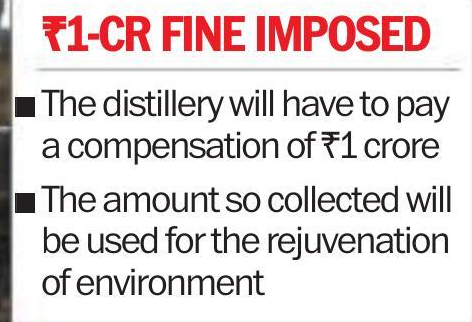 ₹1-CR FINE IMPOSED
■ The distillery will have to pay
a compensation of ₹1 crore
■ The amount so collected will
be used for the rejuvenation
of environment